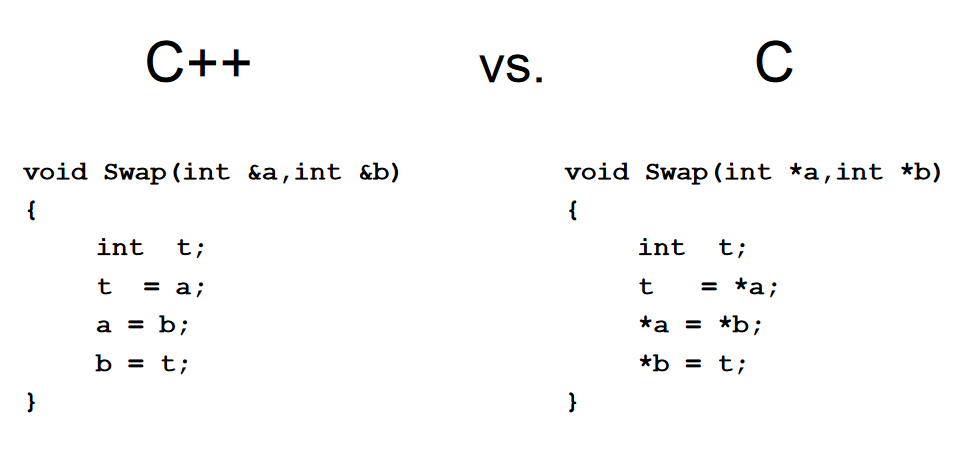 C++ vs. C
void Swap(int &a,int &b)
{
int t;
t = a;
a = b;
b = t;
}
void Swap(int *a,int *b)
{
int t;
t = *a;
*a = *b;
*b = t;
}